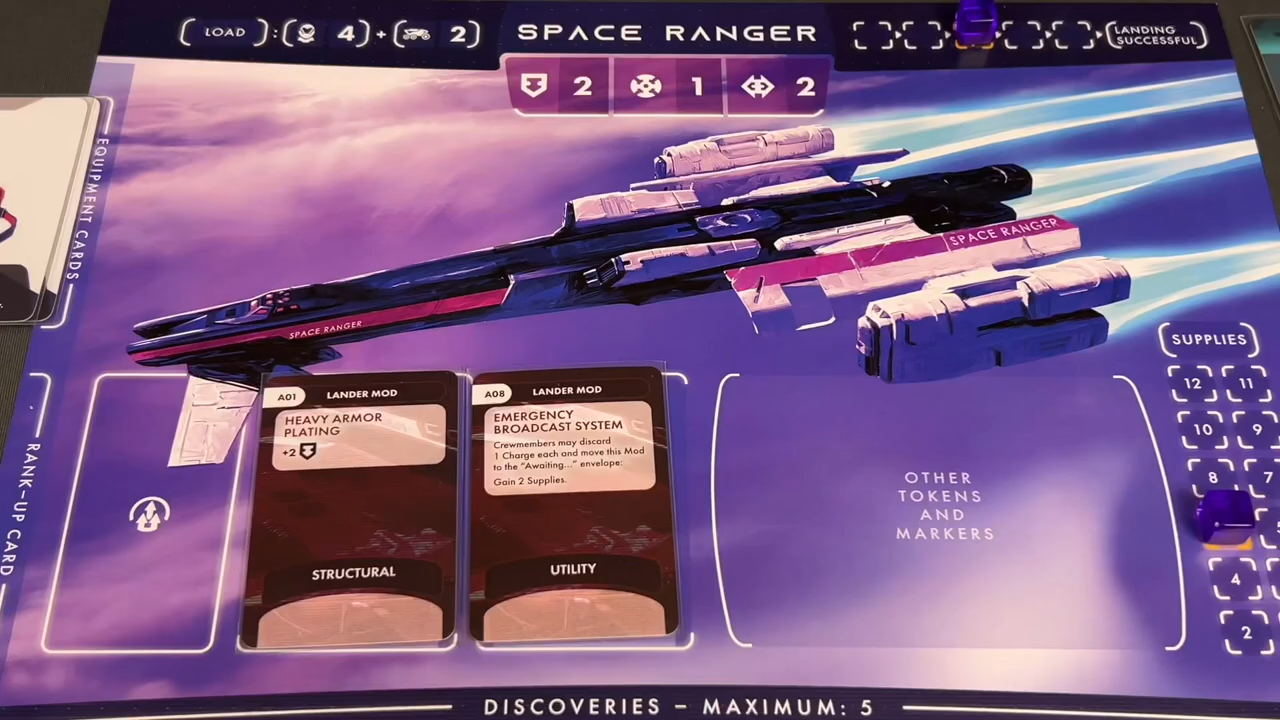 LOAD : 4 + 2
SPACE RANGER
LANDING
SUCCESSFUL
2 1 2
EQUIPMENT CARDS
SPACE RANGER
SPACE RANGER
RANK-UP CARD
A01 LANDER MOD
HEAVY ARMOR
PLATING
+2
STRUCTURAL
A08 LANDER MOD
EMERGENCY
BROADCAST SYSTEM
Crewmembers may discard
1 Charge each and move this Mod
to the "Awaiting..." envelope:
Gain 2 Supplies.
UTILITY
OTHER
TOKENS
AND
MARKERS
SUPPLIES
12 11
10 9
8 7
4
2
DISCOVERIES – MAXIMUM: 5